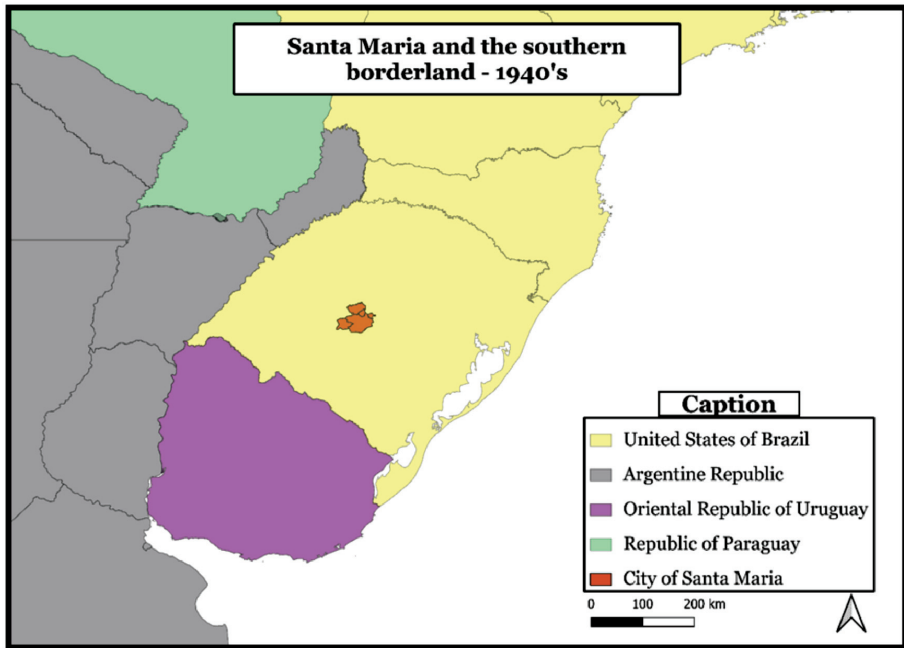 Santa Maria and the southern
borderland - 1940's
Caption
United States of Brazil
Argentine Republic
Oriental Republic of Uruguay
Republic of Paraguay
City of Santa Maria
0 100 200 km